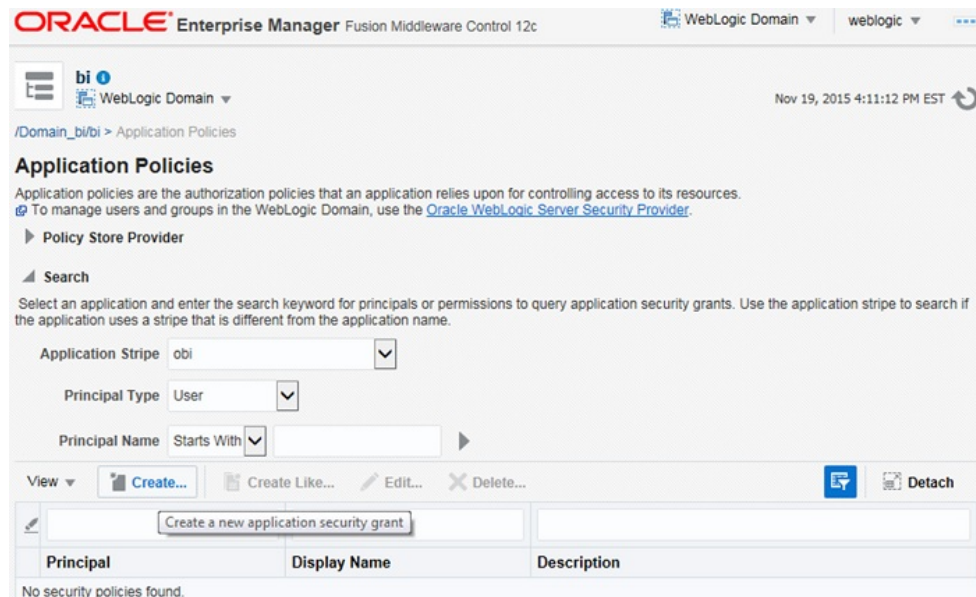 ORACLE Enterprise Manager Fusion Middleware Control 12c
WebLogic Domain
weblogic
bi
WebLogic Domain
Nov 19, 2015 4:11:12 PM EST
/Domain_bi/bi > Application Policies
Application Policies
Application policies are the authorization policies that an application relies upon for controlling access to its resources.
To manage users and groups in the WebLogic Domain, use the Oracle WebLogic Server Security Provider.
Policy Store Provider
Search
Select an application and enter the search keyword for principals or permissions to query application security grants. Use the application stripe to search if
the application uses a stripe that is different from the application name.
Application Stripe obi
Principal Type User
Principal Name Starts With
View Create... Create Like... Edit... Delete... Detach
Create a new application security grant
Principal Display Name Description
No security policies found.